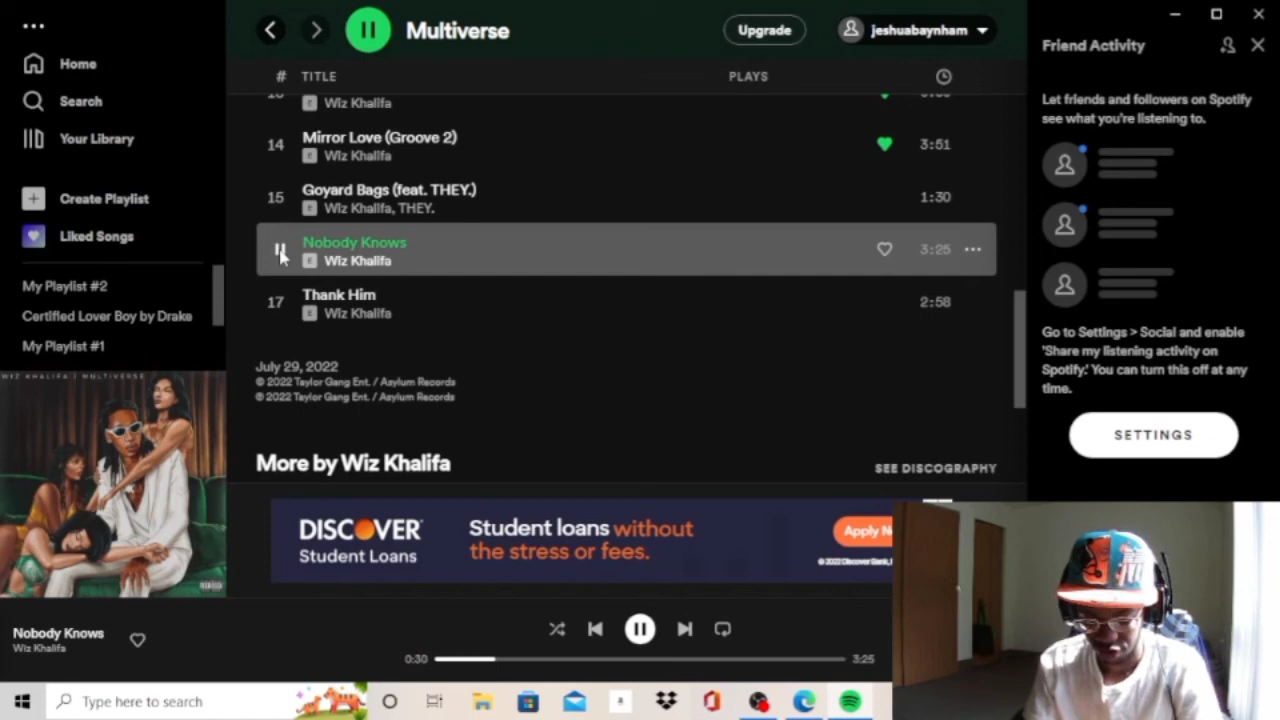 Home
Search
Your Library
Create Playlist
Liked Songs
My Playlist #2
Certified Lover Boy by Drake
My Playlist #1
WIZ KHALIFA / MULTIVERSE
Multiverse
Upgrade
jeshuabaynham
# TITLE PLAYS
E Wiz Khalifa
14 Mirror Love (Groove 2) 3:51
E Wiz Khalifa
15 Goyard Bags (feat. THEY.) 1:30
E Wiz Khalifa, THEY.
Nobody Knows 3:25
E Wiz Khalifa
17 Thank Him 2:58
E Wiz Khalifa
July 29, 2022
© 2022 Taylor Gang Ent. / Asylum Records
℗ 2022 Taylor Gang Ent. / Asylum Records
More by Wiz Khalifa
SEE DISCOGRAPHY
DISCOVER
Student Loans
Student loans without
the stress or fees.
Apply N
Friend Activity
Let friends and followers on Spotify
see what you're listening to.
Go to Settings > Social and enable
'Share my listening activity on
Spotify.' You can turn this off at any
time.
SETTINGS
Nobody Knows
Wiz Khalifa
0:30
3:25
Type here to search